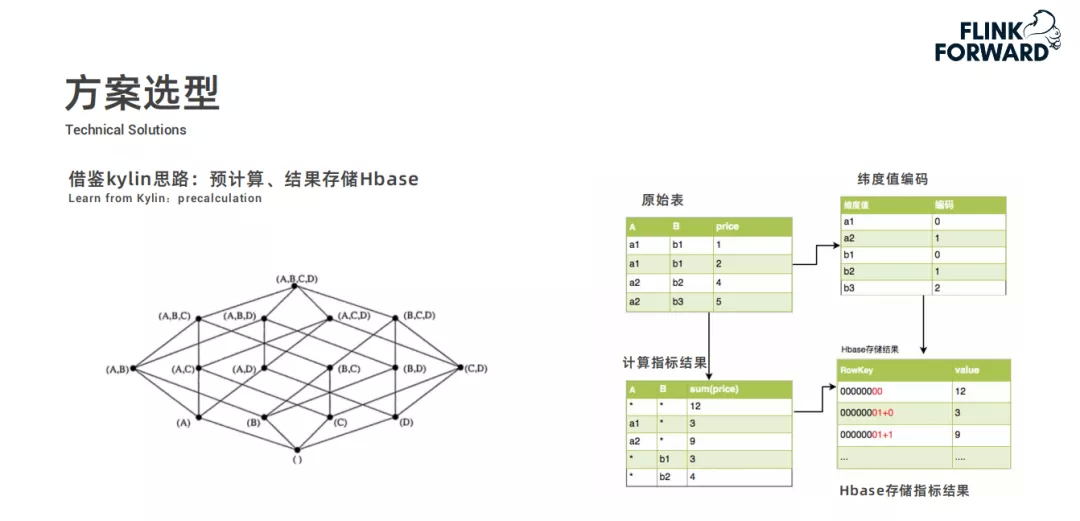 FLINK
FORWARD
方案选型
Technical Solutions
借鉴kylin思路：预计算、结果存储Hbase
Learn from Kylin：precalculation
(A,B,C,D)
(A,B,C) (A,B,D) (A,C,D) (B,C,D)
(A,B) (A,C) (A,D) (B,C) (B,D) (C,D)
(A) (B) (C) (D)
( )
原始表
A B price
a1 b1 1
a1 b1 2
a2 b2 4
a2 b3 5
纬度值编码
维度值 编码
a1 0
a2 1
b1 0
b2 1
b3 2
计算指标结果
A B sum(price)
* * 12
a1 * 3
a2 * 9
* b1 3
* b2 4
Hbase存储结果
RowKey value
00000000 12
00000001+0 3
00000001+1 9
... ....
Hbase存储指标结果